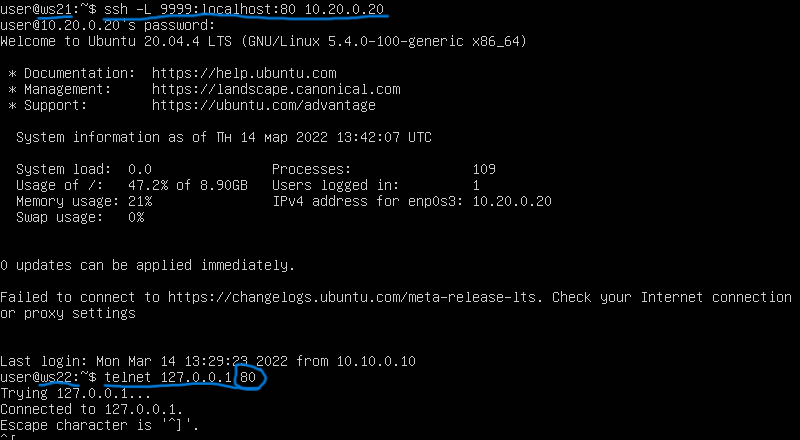 user@ws21:~$ ssh -L 9999:localhost:80 10.20.0.20
user@10.20.0.20's password:
Welcome to Ubuntu 20.04.4 LTS (GNU/Linux 5.4.0-100-generic x86_64)
* Documentation:  https://help.ubuntu.com
* Management:     https://landscape.canonical.com
* Support:        https://ubuntu.com/advantage
System information as of Пн 14 мар 2022 13:42:07 UTC
System load:  0.0                Processes:               109
Usage of /:   47.2% of 8.90GB   Users logged in:         1
Memory usage: 21%                IPv4 address for enp0s3: 10.20.0.20
Swap usage:   0%
0 updates can be applied immediately.
Failed to connect to https://changelogs.ubuntu.com/meta-release-lts. Check your Internet connection
or proxy settings
Last login: Mon Mar 14 13:29:23 2022 from 10.10.0.10
user@ws22:~$ telnet 127.0.0.1 80
Trying 127.0.0.1...
Connected to 127.0.0.1.
Escape character is '^]'.
^[